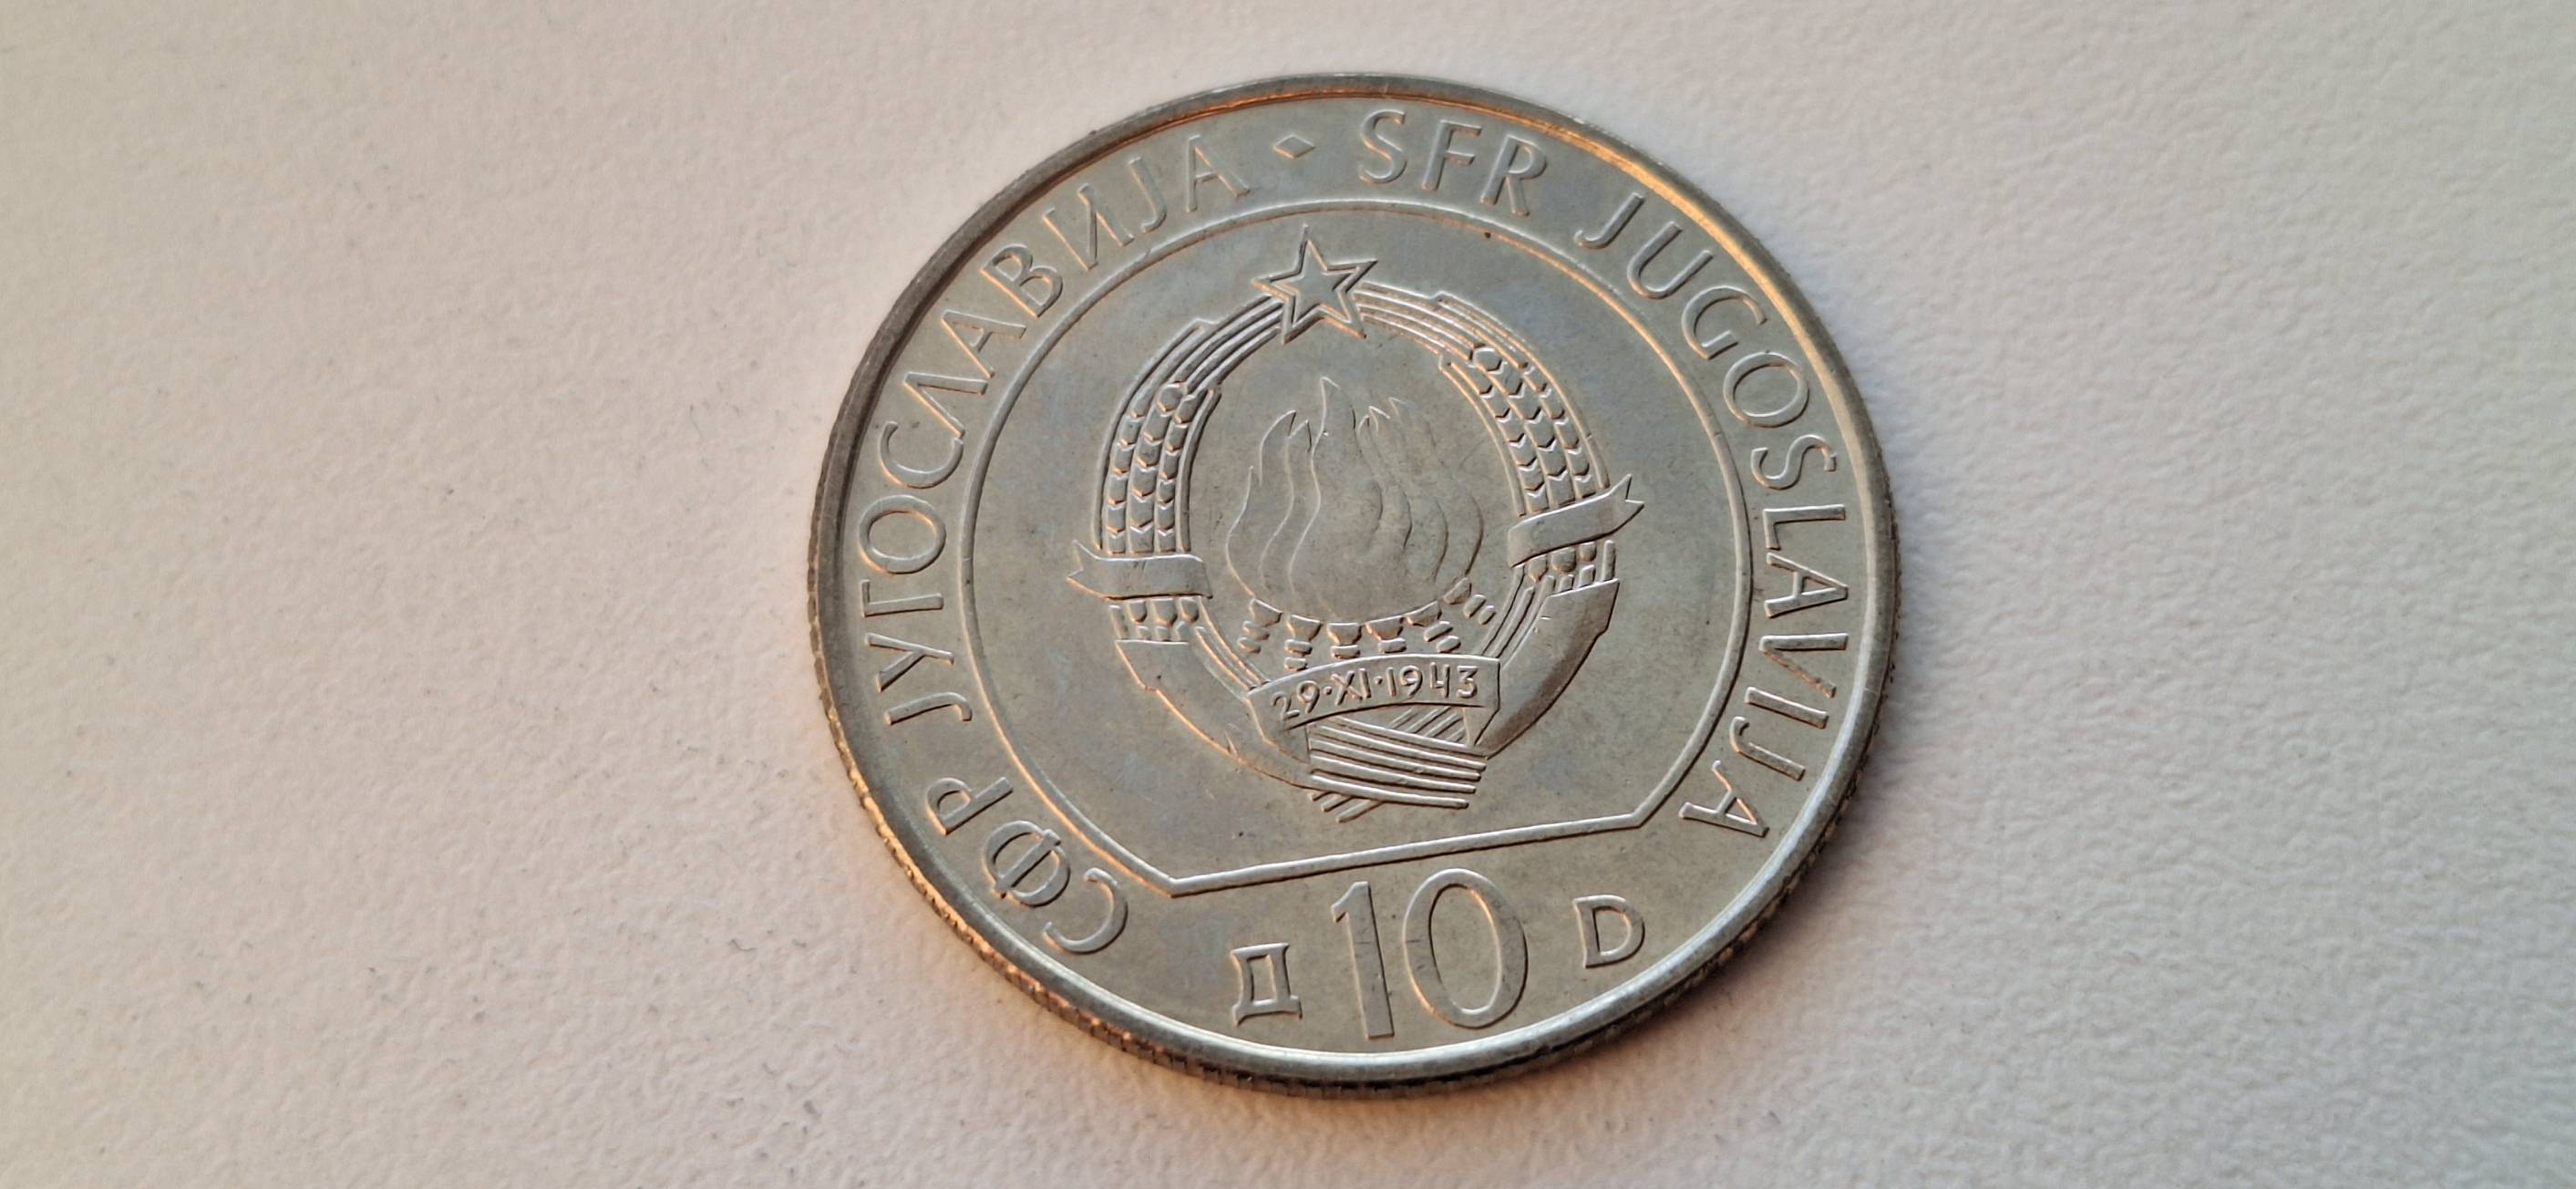 СФР ЈУГОСЛАВИЈА · SFR JUGOSLAVIJA
29·XI·1943
Д 10 D